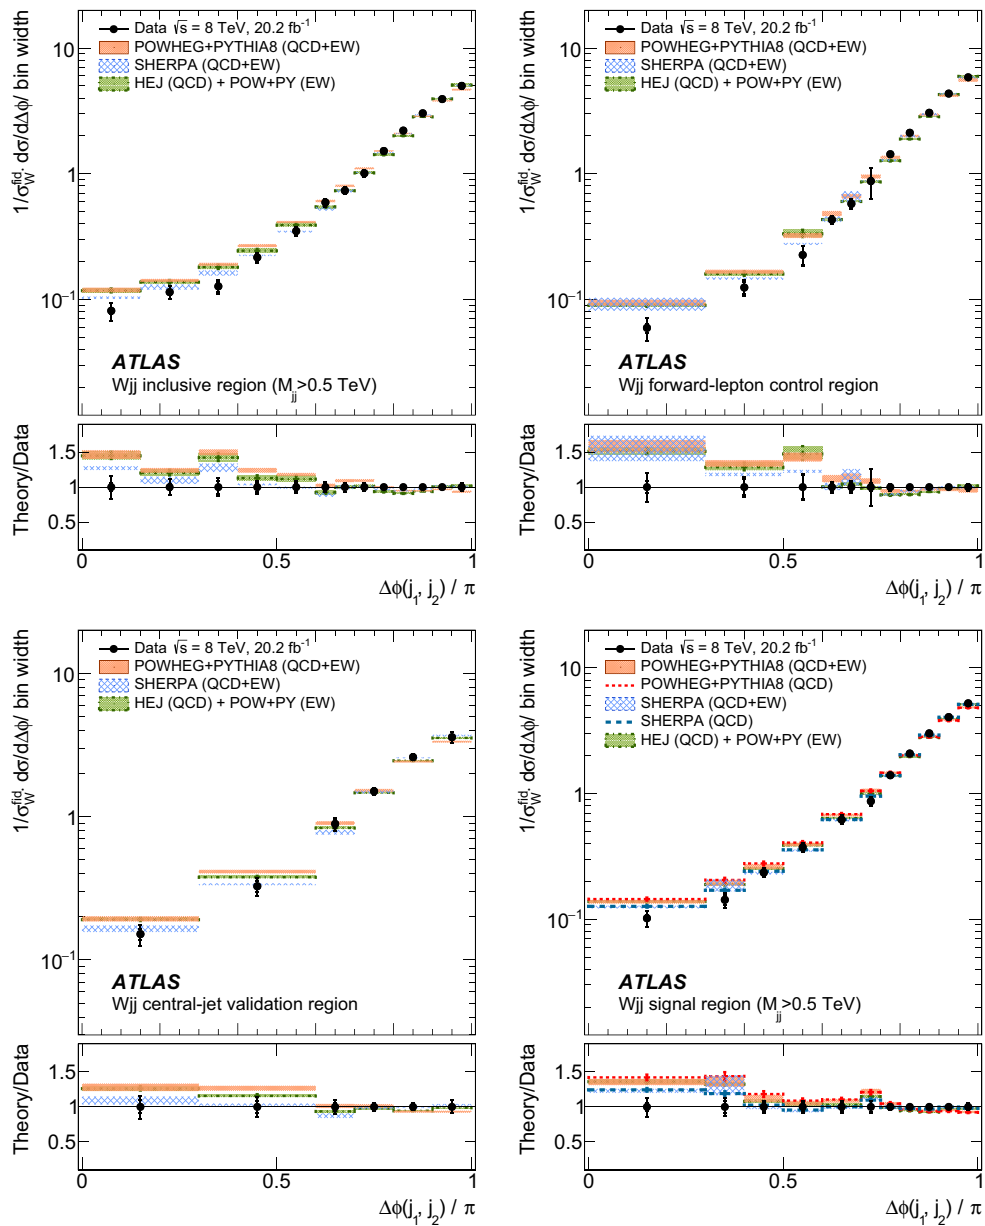 Data √s = 8 TeV, 20.2 fb⁻¹
POWHEG+PYTHIA8 (QCD+EW)
SHERPA (QCD+EW)
HEJ (QCD) + POW+PY (EW)
1/σ_W^fid. dσ/dΔϕ/ bin width
10
1
10⁻¹
ATLAS
Wjj inclusive region (M_jj>0.5 TeV)
Theory/Data
1.5
1
0.5
0 0.5 1
Δϕ(j₁, j₂) / π
Data √s = 8 TeV, 20.2 fb⁻¹
POWHEG+PYTHIA8 (QCD+EW)
SHERPA (QCD+EW)
HEJ (QCD) + POW+PY (EW)
1/σ_W^fid. dσ/dΔϕ/ bin width
10
1
10⁻¹
ATLAS
Wjj forward-lepton control region
Theory/Data
1.5
1
0.5
0 0.5 1
Δϕ(j₁, j₂) / π
Data √s = 8 TeV, 20.2 fb⁻¹
POWHEG+PYTHIA8 (QCD+EW)
SHERPA (QCD+EW)
HEJ (QCD) + POW+PY (EW)
1/σ_W^fid. dσ/dΔϕ/ bin width
10
1
10⁻¹
ATLAS
Wjj central-jet validation region
Theory/Data
1.5
1
0.5
0 0.5 1
Δϕ(j₁, j₂) / π
Data √s = 8 TeV, 20.2 fb⁻¹
POWHEG+PYTHIA8 (QCD+EW)
POWHEG+PYTHIA8 (QCD)
SHERPA (QCD+EW)
SHERPA (QCD)
HEJ (QCD) + POW+PY (EW)
1/σ_W^fid. dσ/dΔϕ/ bin width
10
1
10⁻¹
ATLAS
Wjj signal region (M_jj>0.5 TeV)
Theory/Data
1.5
1
0.5
0 0.5 1
Δϕ(j₁, j₂) / π